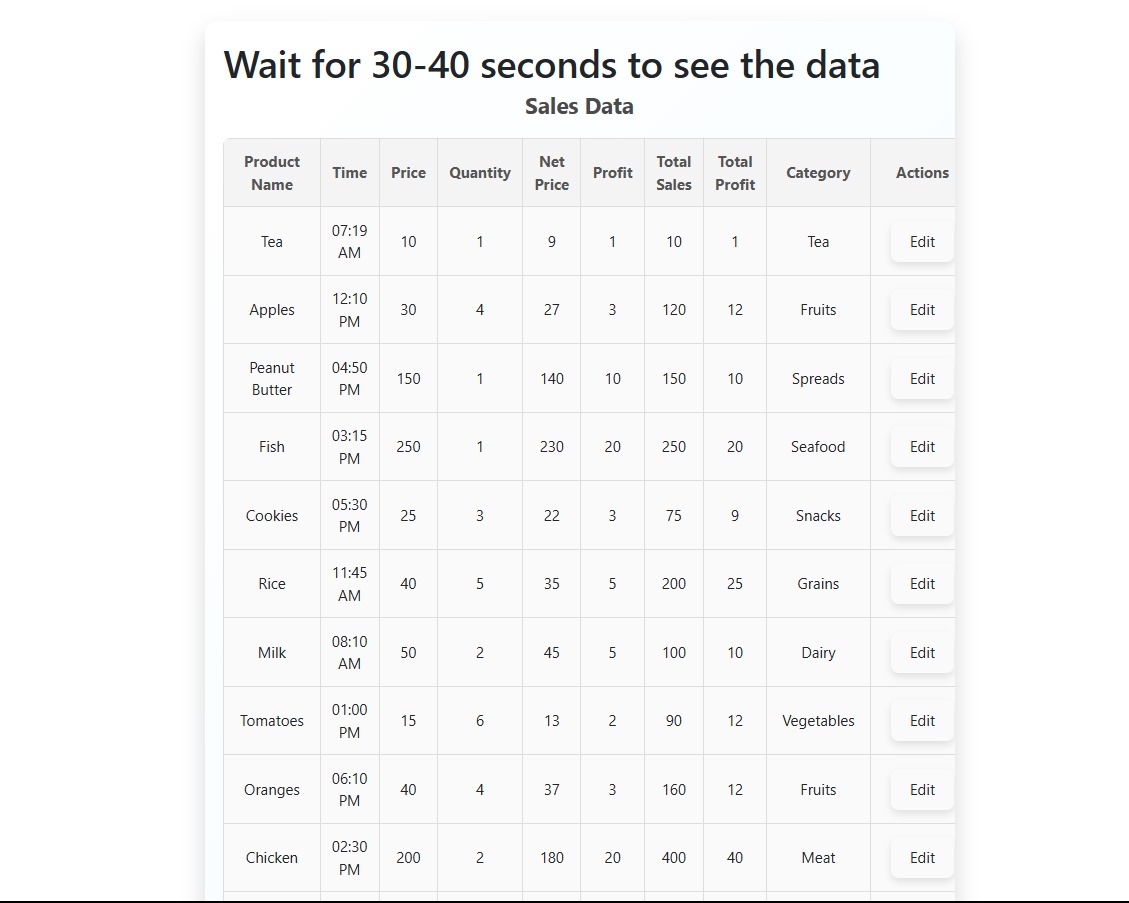 Wait for 30-40 seconds to see the data
Sales Data
Product Name Time Price Quantity Net Price Profit Total Sales Total Profit Category Actions
Tea 07:19 AM 10 1 9 1 10 1 Tea Edit
Apples 12:10 PM 30 4 27 3 120 12 Fruits Edit
Peanut Butter 04:50 PM 150 1 140 10 150 10 Spreads Edit
Fish 03:15 PM 250 1 230 20 250 20 Seafood Edit
Cookies 05:30 PM 25 3 22 3 75 9 Snacks Edit
Rice 11:45 AM 40 5 35 5 200 25 Grains Edit
Milk 08:10 AM 50 2 45 5 100 10 Dairy Edit
Tomatoes 01:00 PM 15 6 13 2 90 12 Vegetables Edit
Oranges 06:10 PM 40 4 37 3 160 12 Fruits Edit
Chicken 02:30 PM 200 2 180 20 400 40 Meat Edit